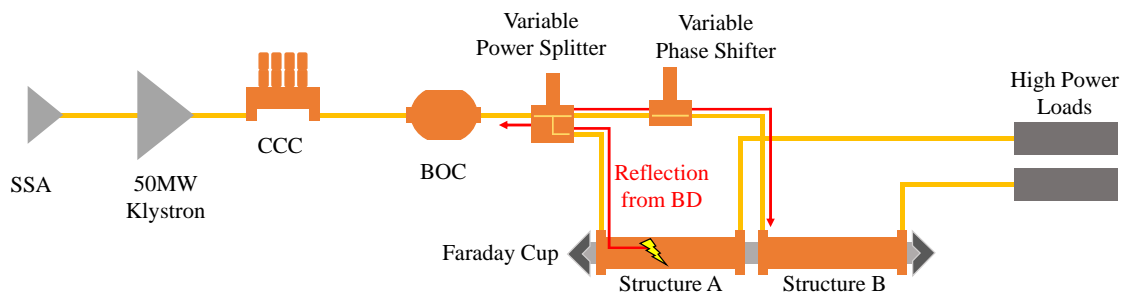 Variable
Power Splitter
Variable
Phase Shifter
High Power
Loads
CCC
BOC
SSA
50MW
Klystron
Reflection
from BD
Faraday Cup
Structure A
Structure B